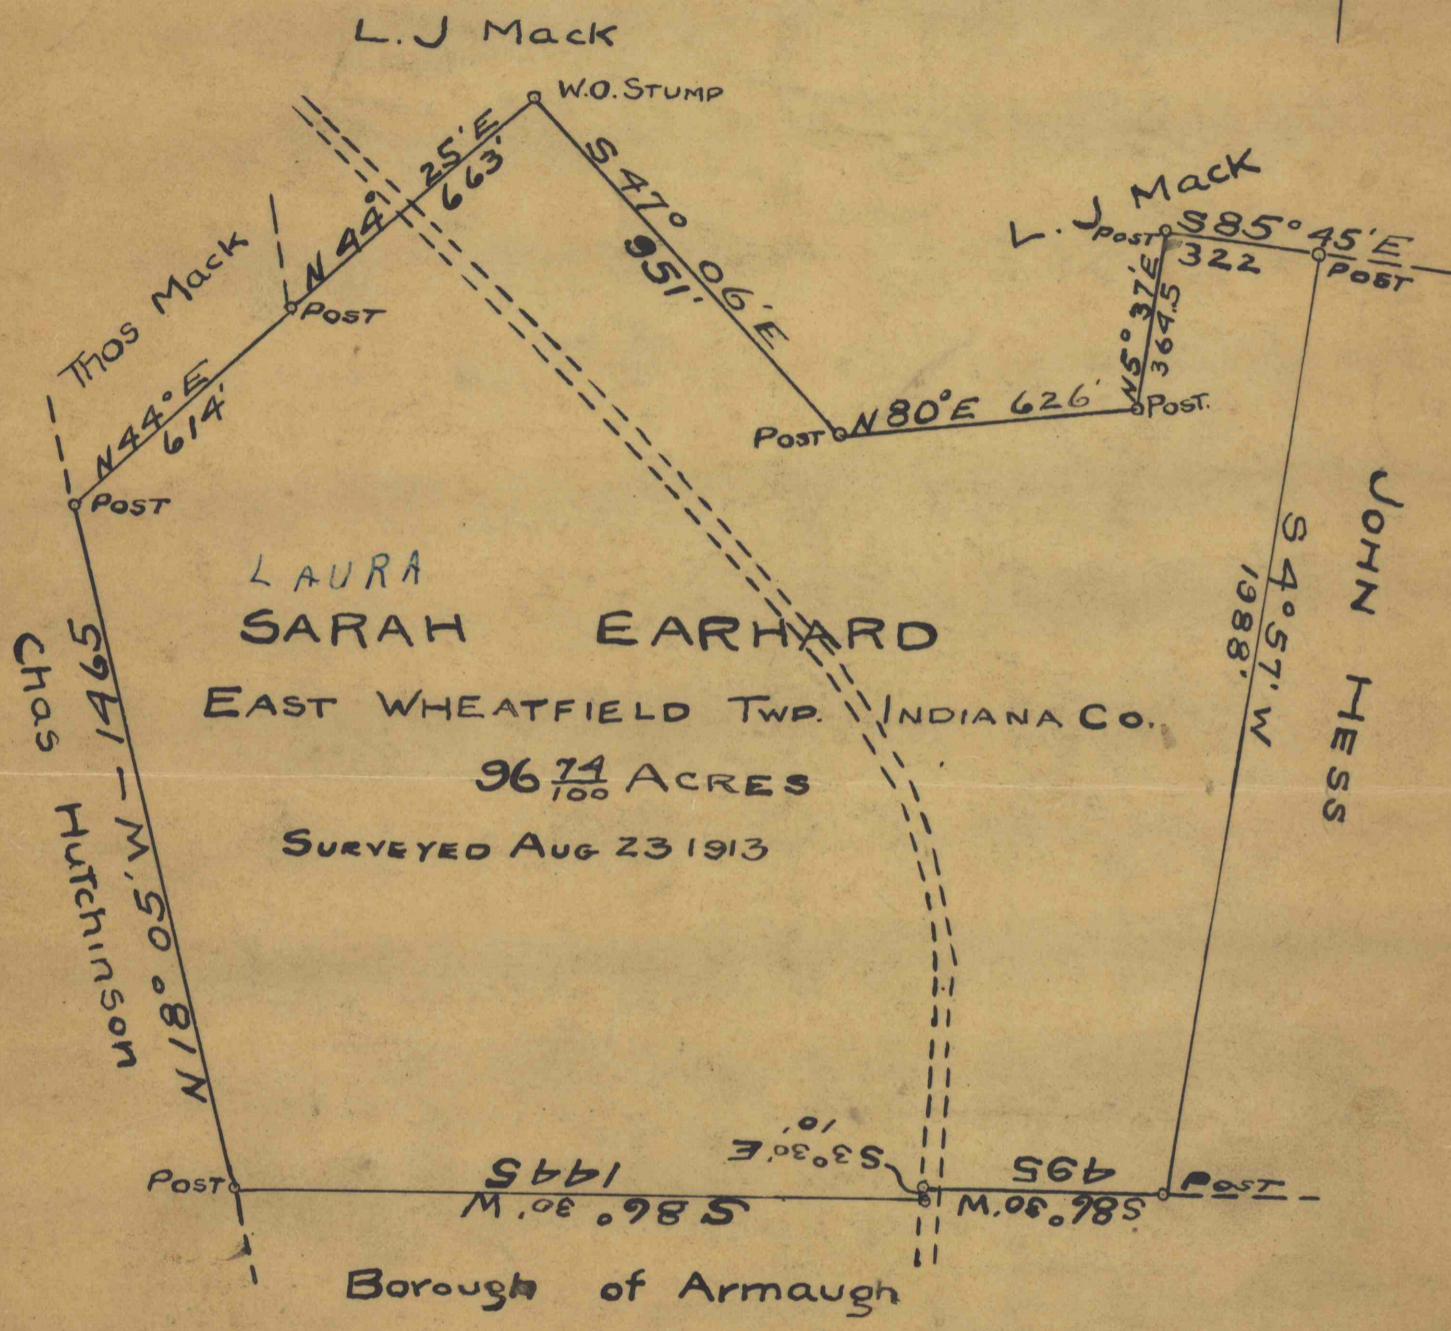 L.J Mack
W.O. STUMP
N 44° 25' E
663'
S 47° 06' E
951'
L. J Mack
POST
S 85° 45' E
322
POST
N 5° 37' E
364.5
POST.
N 80° E 626'
POST
Thos Mack
POST
N 44° E
614'
POST
JOHN HESS
S 4° 57' W
1988'
LAURA
SARAH EARHARD
EAST WHEATFIELD TWP. INDIANA CO.
96 74/100 ACRES
SURVEYED AUG 23 1913
Chas Hutchinson
N 18° 05' W — 1495
POST
1445
S 86° 30' W
S 3° 30' E
10'
495
S 86° 30' W
POST
Borough of Armaugh